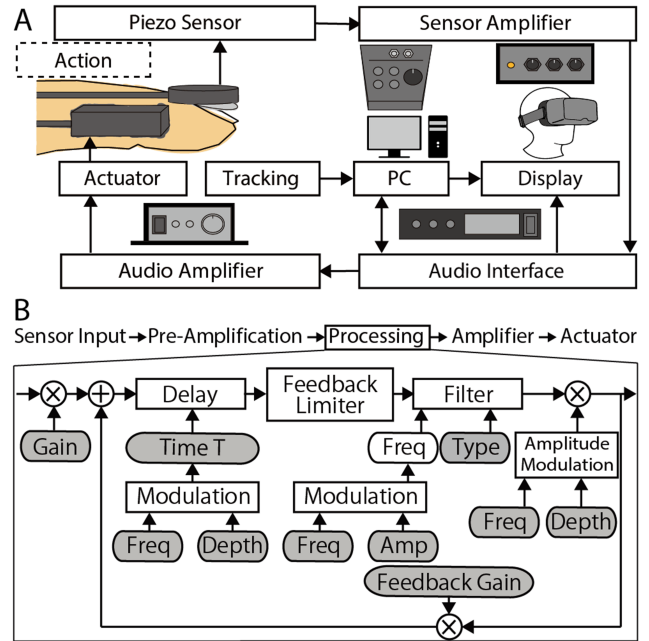 A
Piezo Sensor
Sensor Amplifier
Action
Actuator
Tracking
PC
Display
Audio Amplifier
Audio Interface
B
Sensor Input
Pre-Amplification
Processing
Amplifier
Actuator
Delay
Feedback
Limiter
Filter
Gain
Time T
Freq
Type
Amplitude
Modulation
Modulation
Modulation
Freq
Depth
Freq
Amp
Freq
Depth
Feedback Gain